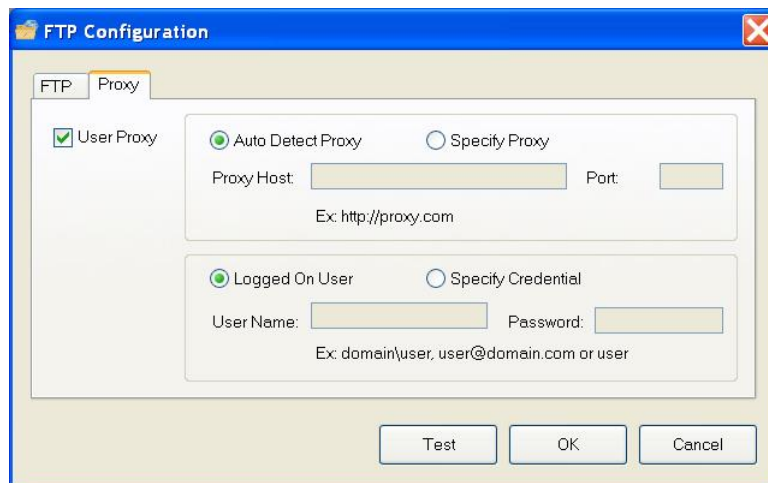 FTP Configuration
FTP Proxy
User Proxy
Auto Detect Proxy Specify Proxy
Proxy Host: Port:
Ex: http://proxy.com
Logged On User Specify Credential
User Name: Password:
Ex: domain\user, user@domain.com or user
Test OK Cancel